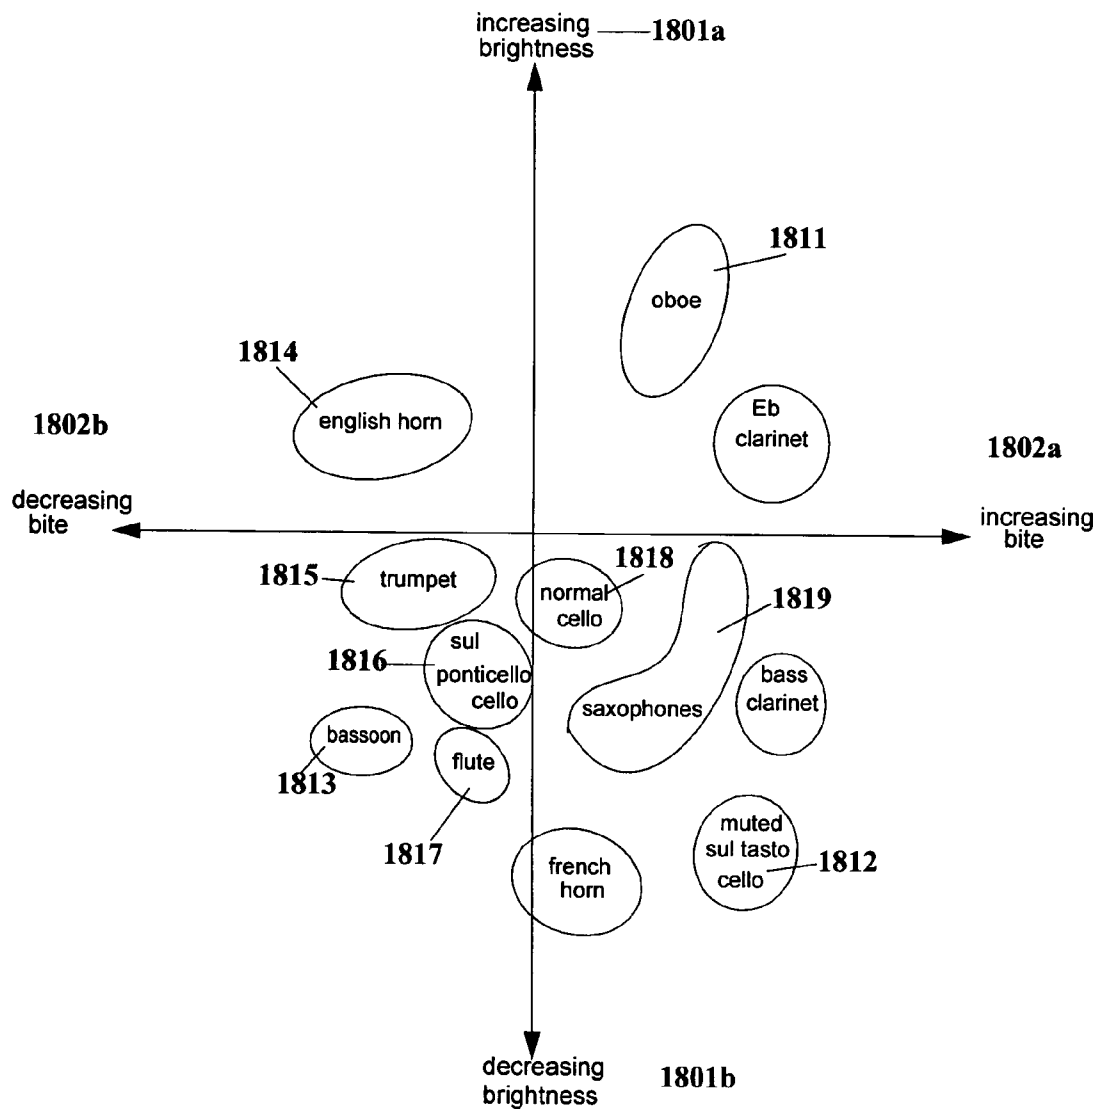 increasing
brightness
1801a
1811
oboe
1814
english horn
Eb
clarinet
1802b
1802a
decreasing
bite
increasing
bite
1815
trumpet
1818
normal
cello
1819
sul
ponticello
cello
1816
bass
clarinet
saxophones
bassoon
1813
flute
1817
muted
sul tasto
cello
1812
french
horn
decreasing
brightness
1801b